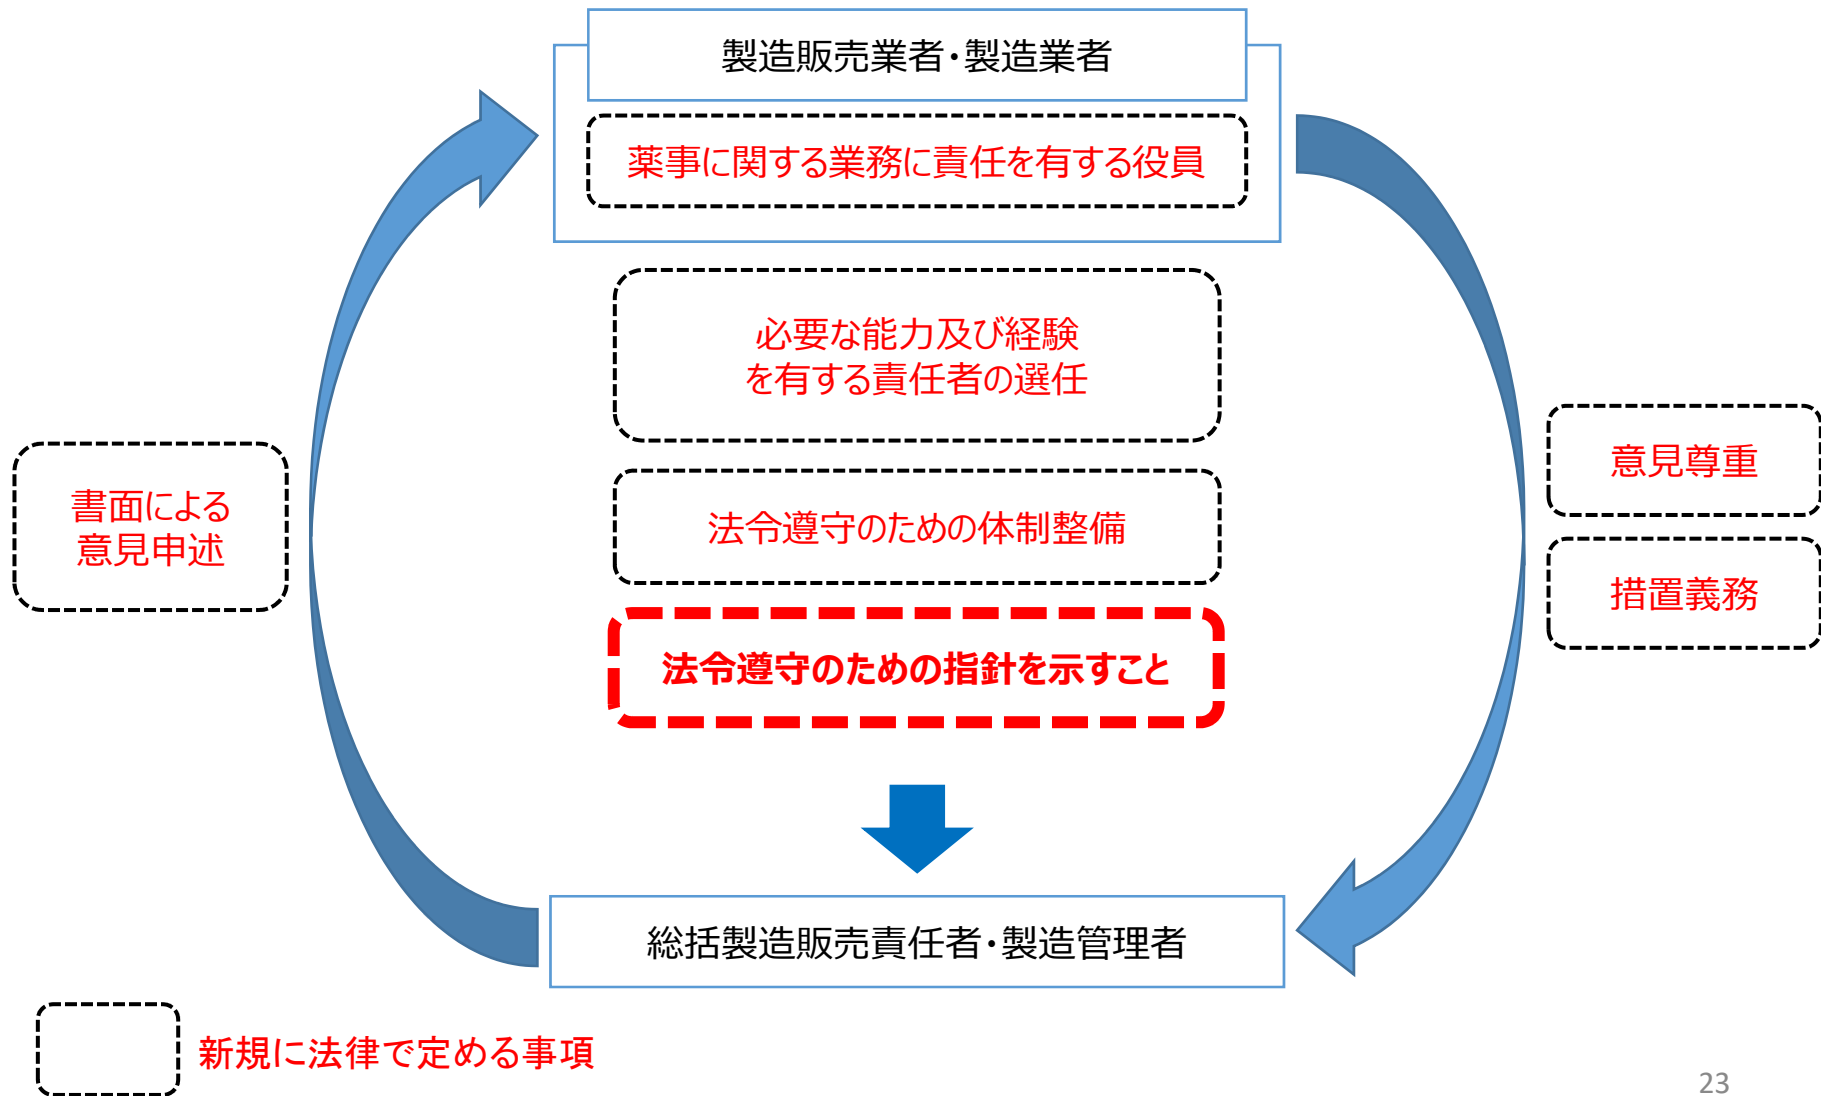 製造販売業者・製造業者
薬事に関する業務に責任を有する役員
必要な能力及び経験
を有する責任者の選任
法令遵守のための体制整備
法令遵守のための指針を示すこと
書面による
意見申述
意見尊重
措置義務
総括製造販売責任者・製造管理者
新規に法律で定める事項
23